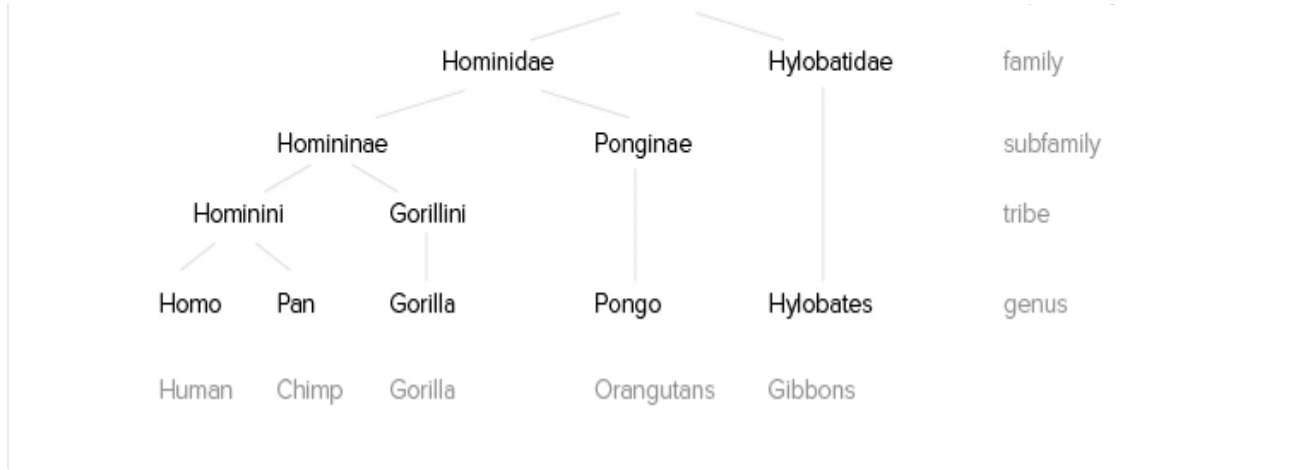 Hominidae Hylobatidae family
Homininae Ponginae subfamily
Hominini Gorillini tribe
Homo Pan Gorilla Pongo Hylobates genus
Human Chimp Gorilla Orangutans Gibbons